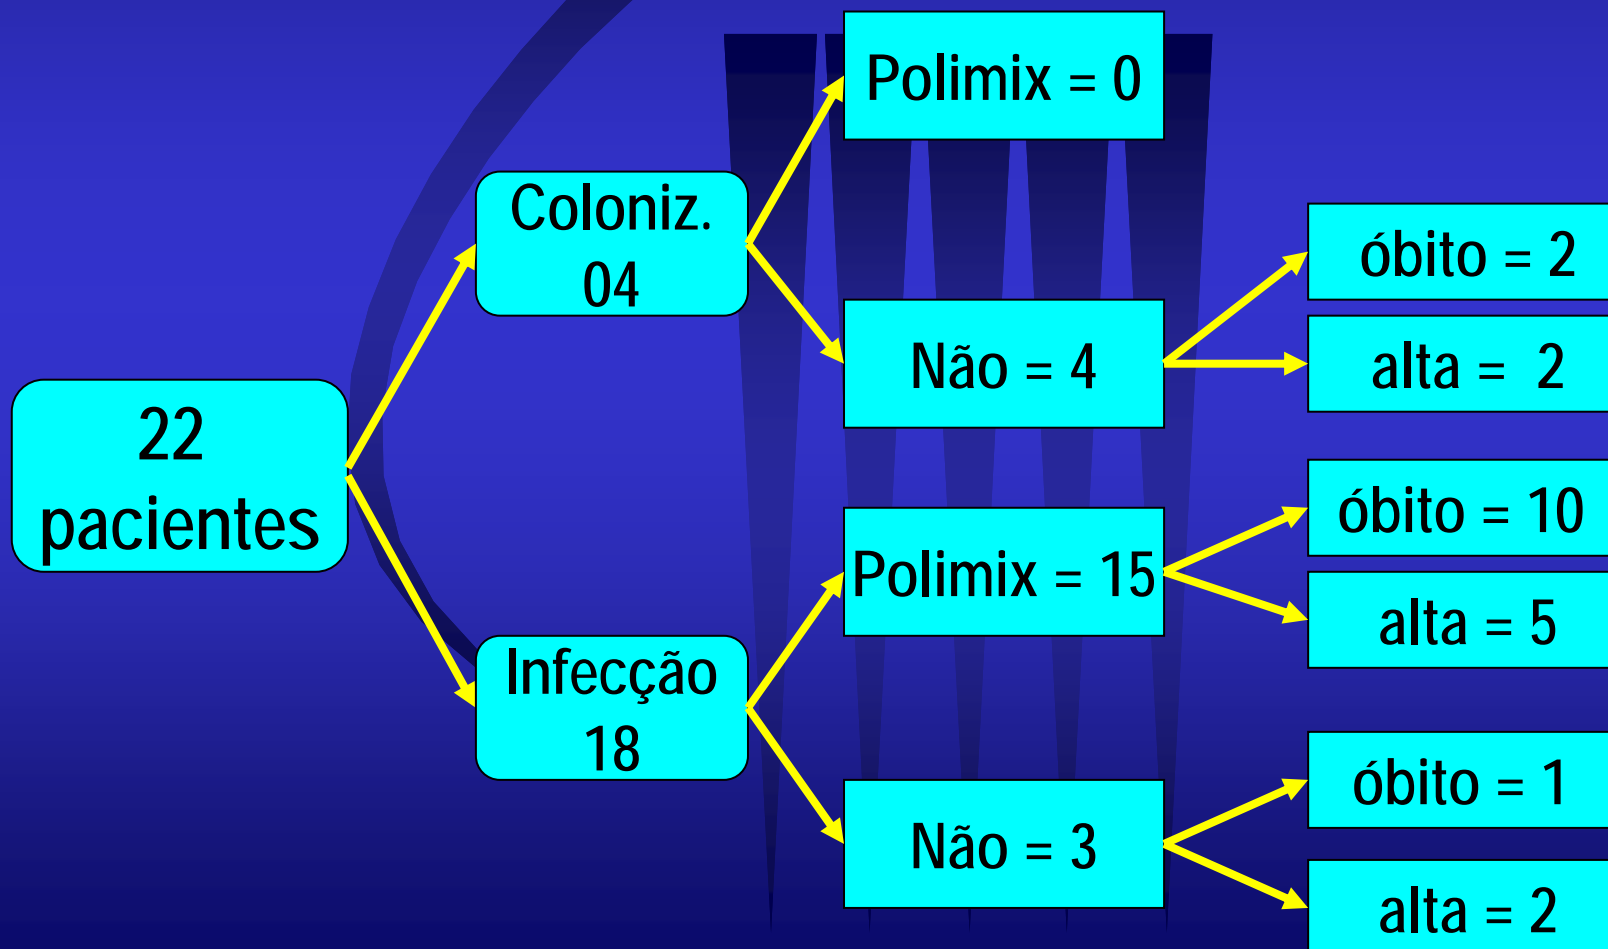 22
pacientes
Coloniz.
04
Infecção
18
Polimix = 0
Não = 4
Polimix = 15
Não = 3
óbito = 2
alta =  2
óbito = 10
alta = 5
óbito = 1
alta = 2